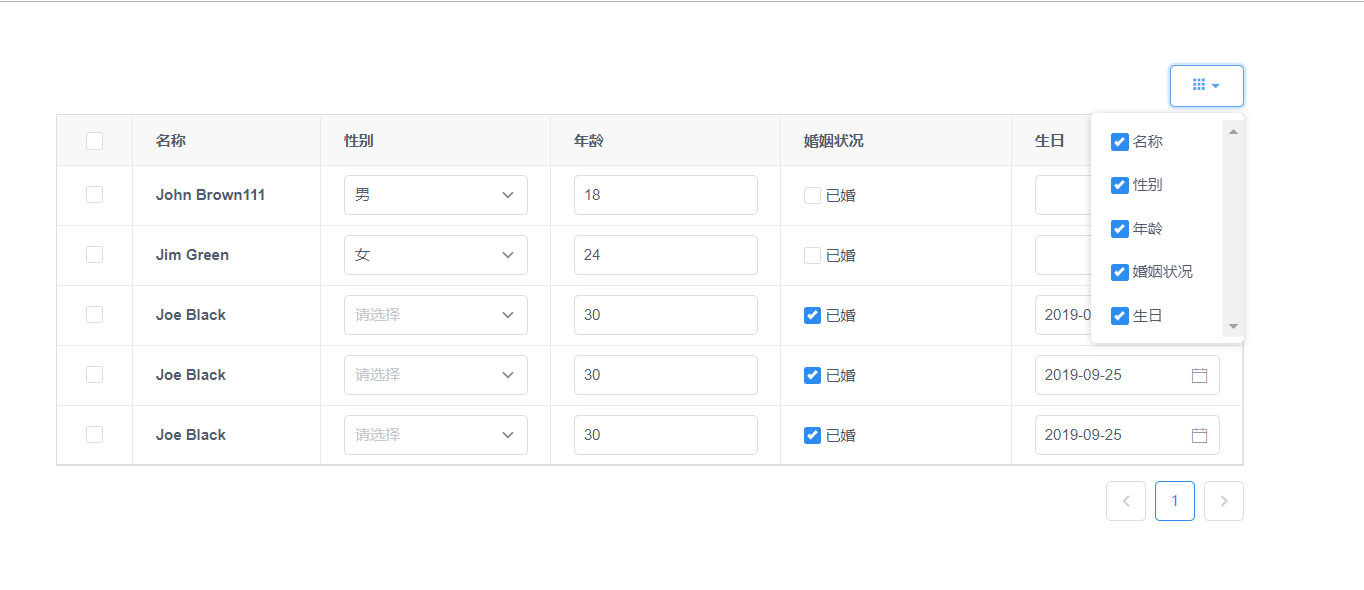 名称 性别 年龄 婚姻状况 生日
John Brown111 男 18 已婚
Jim Green 女 24 已婚
Joe Black 请选择 30 已婚 2019-0
Joe Black 请选择 30 已婚 2019-09-25
Joe Black 请选择 30 已婚 2019-09-25
名称
性别
年龄
婚姻状况
生日
1